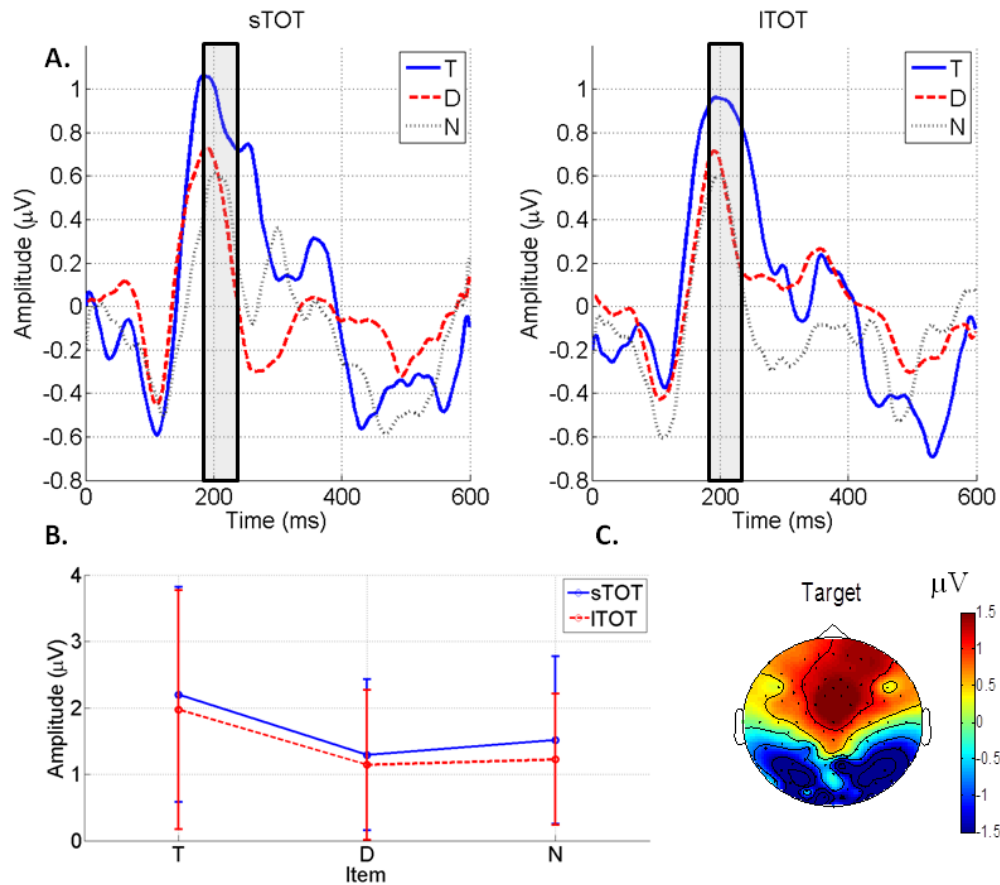 sTOT
A.
T
D
N
1
0.8
0.6
0.4
0.2
0
-0.2
-0.4
-0.6
-0.8
Amplitude (μV)
0 200 400 600
Time (ms)
lTOT
T
D
N
1
0.8
0.6
0.4
0.2
0
-0.2
-0.4
-0.6
-0.8
Amplitude (μV)
0 200 400 600
Time (ms)
B.
sTOT
lTOT
4
3
2
1
0
Amplitude (μV)
T D N
Item
C.
Target
μV
1.5
1
0.5
0
-0.5
-1
-1.5